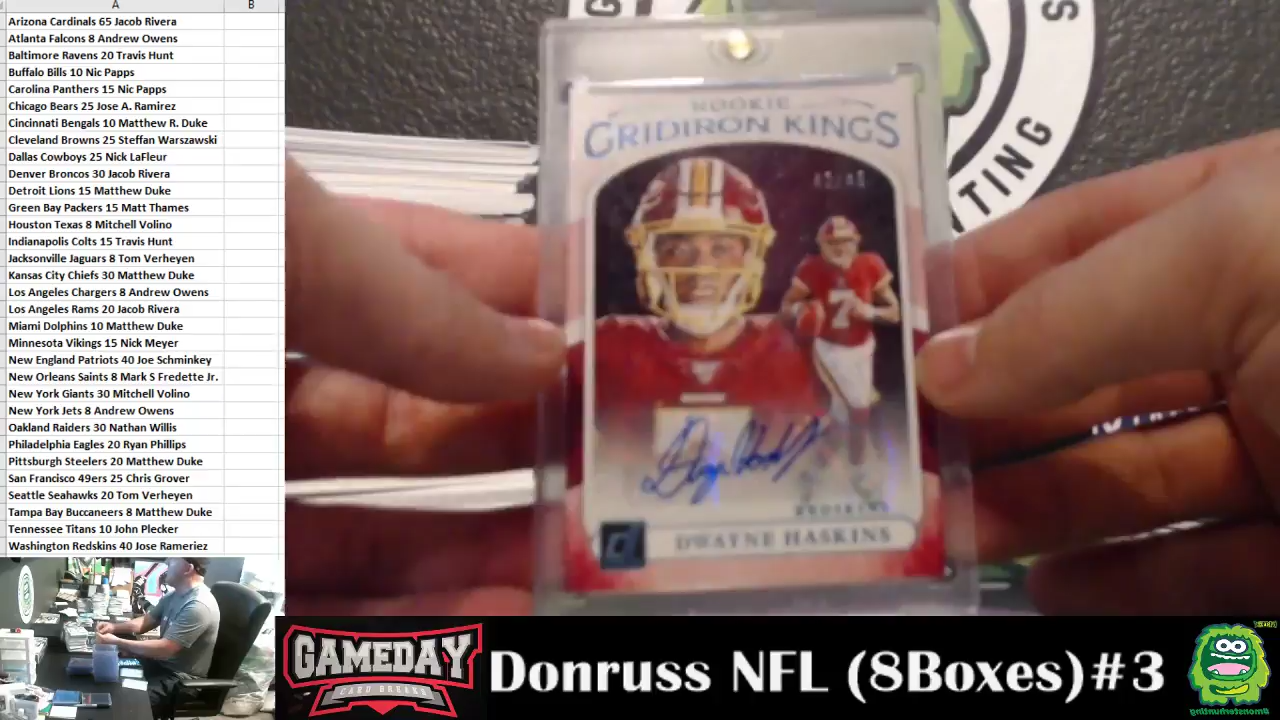 A
B
Arizona Cardinals 65 Jacob Rivera
Atlanta Falcons 8 Andrew Owens
Baltimore Ravens 20 Travis Hunt
Buffalo Bills 10 Nic Papps
Carolina Panthers 15 Nic Papps
Chicago Bears 25 Jose A. Ramirez
Cincinnati Bengals 10 Matthew R. Duke
Cleveland Browns 25 Steffan Warszawski
Dallas Cowboys 25 Nick LaFleur
Denver Broncos 30 Jacob Rivera
Detroit Lions 15 Matthew Duke
Green Bay Packers 15 Matt Thames
Houston Texas 8 Mitchell Volino
Indianapolis Colts 15 Travis Hunt
Jacksonville Jaguars 8 Tom Verheyen
Kansas City Chiefs 30 Matthew Duke
Los Angeles Chargers 8 Andrew Owens
Los Angeles Rams 20 Jacob Rivera
Miami Dolphins 10 Matthew Duke
Minnesota Vikings 15 Nick Meyer
New England Patriots 40 Joe Schminkey
New Orleans Saints 8 Mark S Fredette Jr.
New York Giants 30 Mitchell Volino
New York Jets 8 Andrew Owens
Oakland Raiders 30 Nathan Willis
Philadelphia Eagles 20 Ryan Phillips
Pittsburgh Steelers 20 Matthew Duke
San Francisco 49ers 25 Chris Grover
Seattle Seahawks 20 Tom Verheyen
Tampa Bay Buccaneers 8 Matthew Duke
Tennessee Titans 10 John Plecker
Washington Redskins 40 Jose Rameriez
ROOKIE
GRIDIRON KINGS
7
REDSKINS
DWAYNE HASKINS
TING
GAMEDAY
CARD BREAKS
Donruss NFL (8Boxes)#3
#monsterhunting